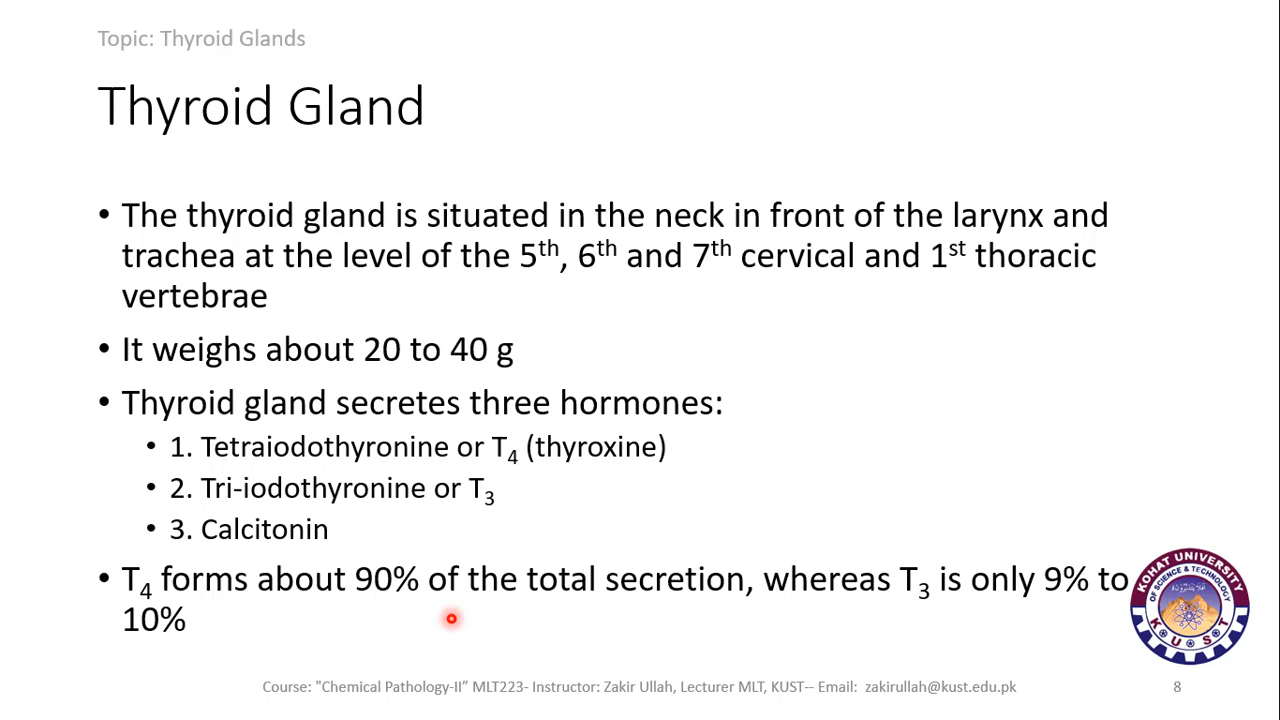 Topic: Thyroid Glands
Thyroid Gland
• The thyroid gland is situated in the neck in front of the larynx and
trachea at the level of the 5th, 6th and 7th cervical and 1st thoracic
vertebrae
• It weighs about 20 to 40 g
• Thyroid gland secretes three hormones:
• 1. Tetraiodothyronine or T4 (thyroxine)
• 2. Tri-iodothyronine or T3
• 3. Calcitonin
• T4 forms about 90% of the total secretion, whereas T3 is only 9% to
10%
KOHAT UNIVERSITY
OF SCIENCE & TECHNOLOGY
K U S T
Course: "Chemical Pathology-II” MLT223- Instructor: Zakir Ullah, Lecturer MLT, KUST-- Email: zakirullah@kust.edu.pk
8